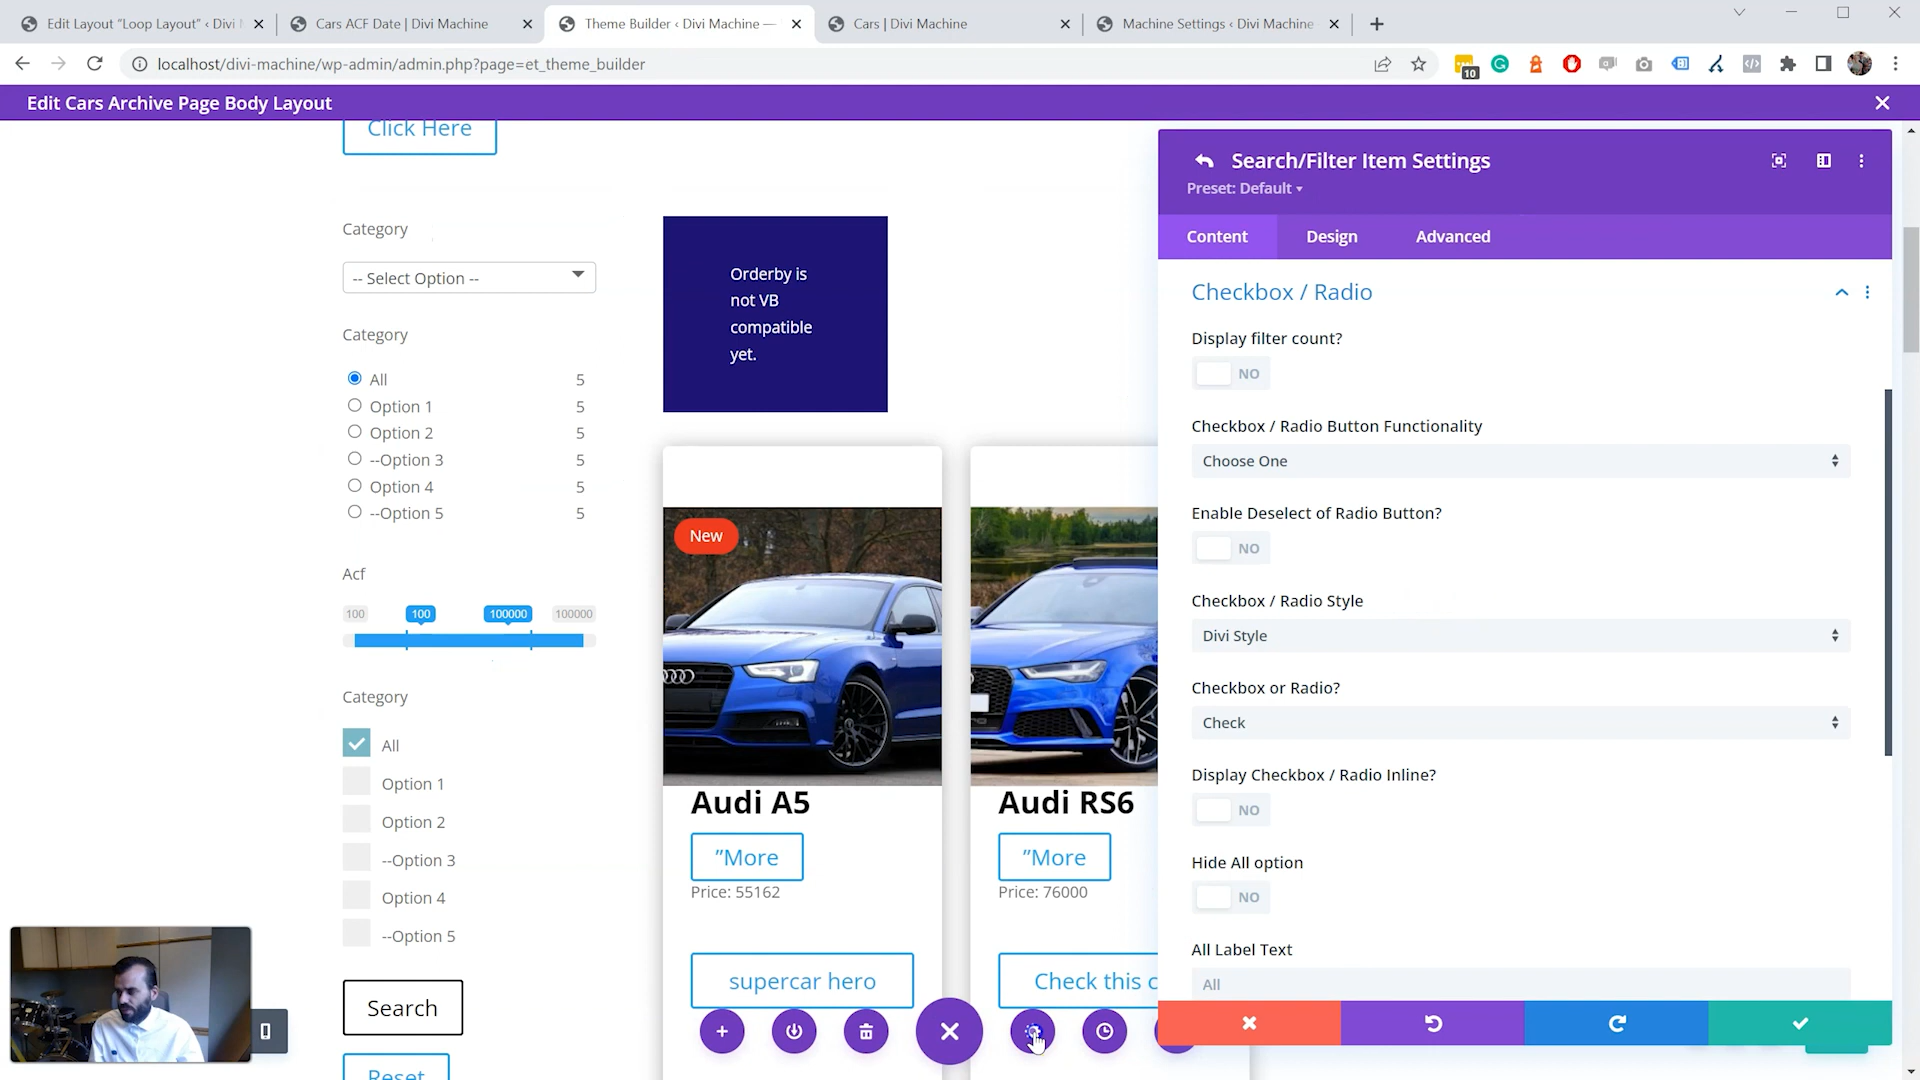 Edit Layout "Loop Layout" ‹ Divi M
Cars ACF Date | Divi Machine
Theme Builder ‹ Divi Machine —
Cars | Divi Machine
Machine Settings ‹ Divi Machine
localhost/divi-machine/wp-admin/admin.php?page=et_theme_builder
10
Edit Cars Archive Page Body Layout
Click Here
Category
-- Select Option --
Category
All 5
Option 1 5
Option 2 5
--Option 3 5
Option 4 5
--Option 5 5
Acf
100 100 100000 100000
Category
All
Option 1
Option 2
--Option 3
Option 4
--Option 5
Search
Reset
Orderby is
not VB
compatible
yet.
New
Audi A5
"More
Price: 55162
supercar hero
Audi RS6
"More
Price: 76000
Check this c
Search/Filter Item Settings
Preset: Default
Content
Design
Advanced
Checkbox / Radio
Display filter count?
NO
Checkbox / Radio Button Functionality
Choose One
Enable Deselect of Radio Button?
NO
Checkbox / Radio Style
Divi Style
Checkbox or Radio?
Check
Display Checkbox / Radio Inline?
NO
Hide All option
NO
All Label Text
All